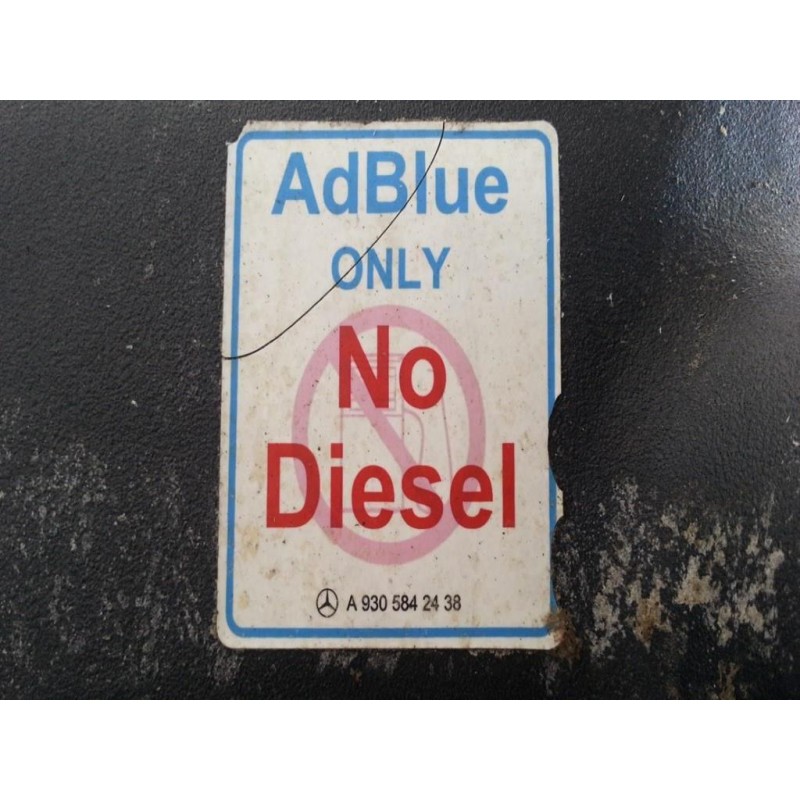 AdBlue
ONLY
No
Diesel
A 930 584 24 38